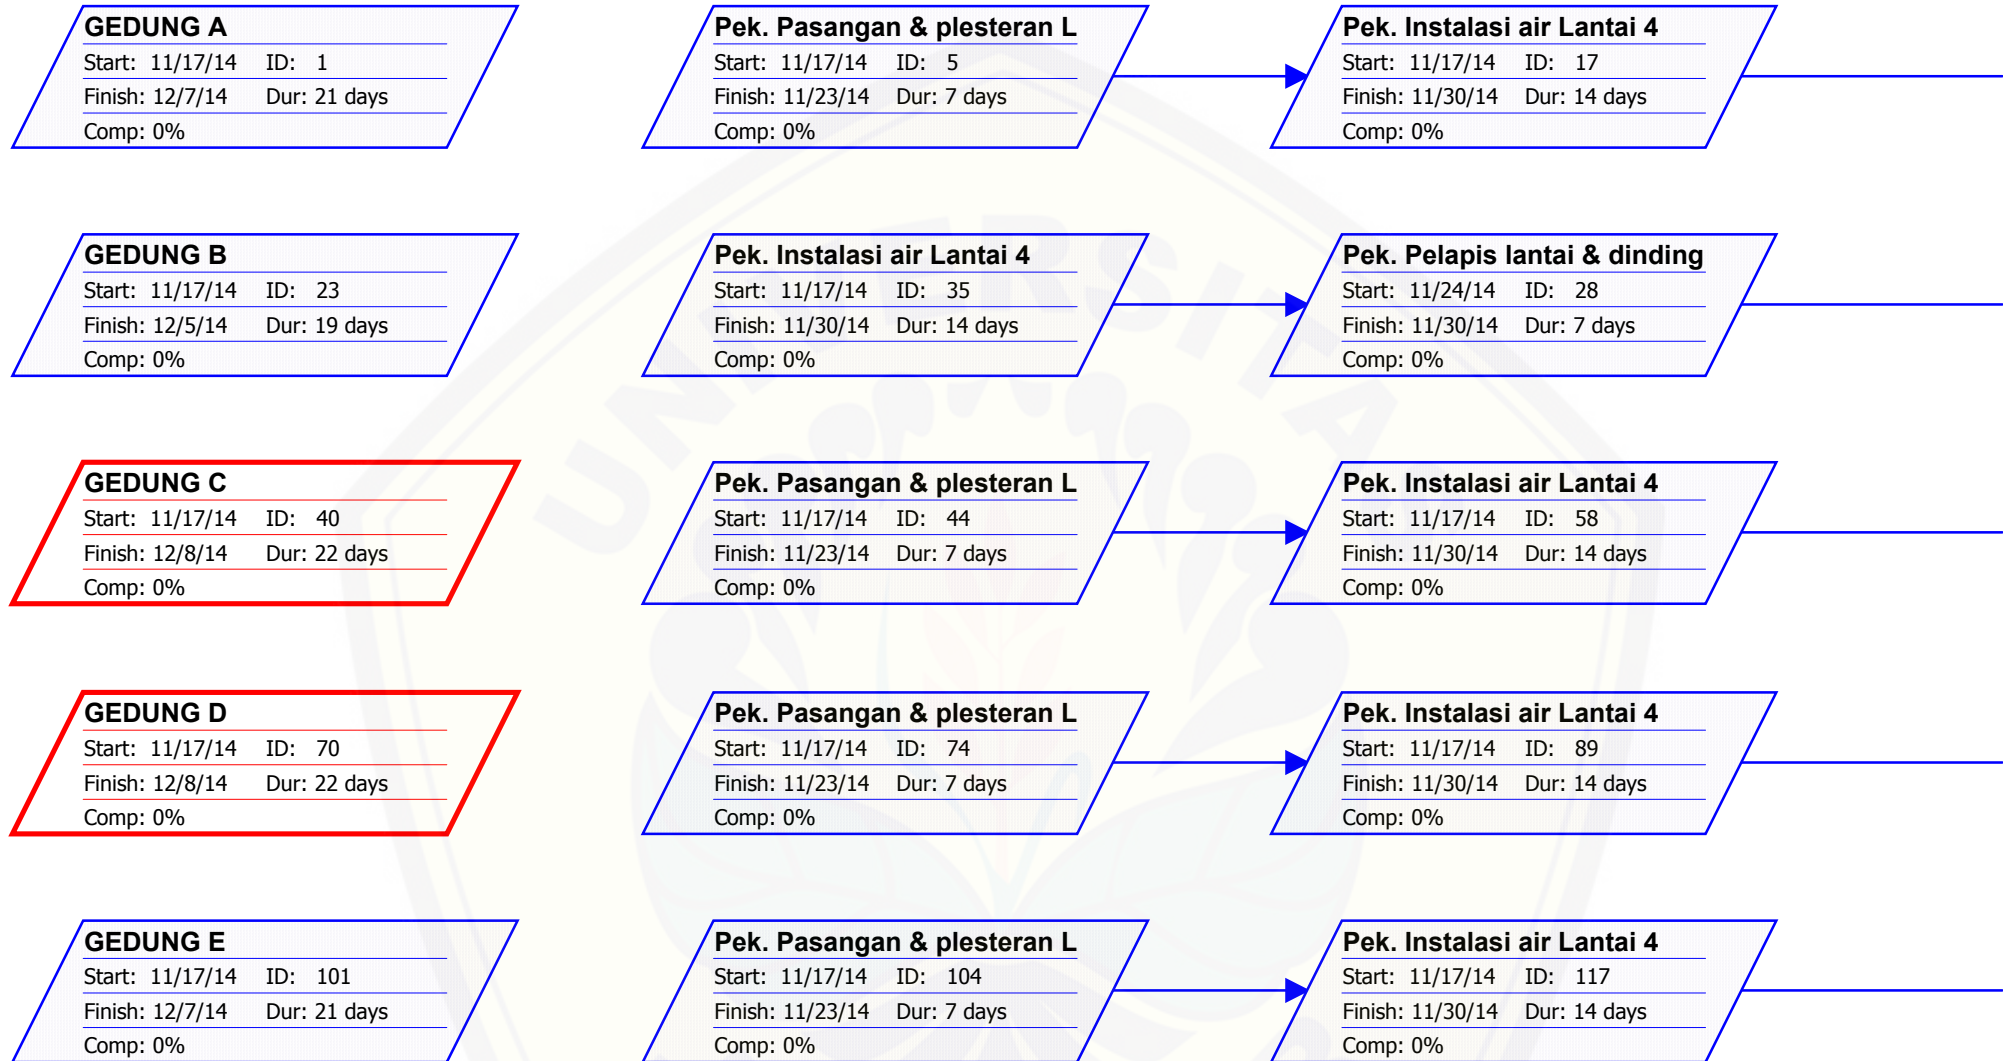 GEDUNG A
Start: 11/17/14 ID: 1
Finish: 12/7/14 Dur: 21 days
Comp: 0%
Pek. Pasangan & plesteran L
Start: 11/17/14 ID: 5
Finish: 11/23/14 Dur: 7 days
Comp: 0%
Pek. Instalasi air Lantai 4
Start: 11/17/14 ID: 17
Finish: 11/30/14 Dur: 14 days
Comp: 0%
GEDUNG B
Start: 11/17/14 ID: 23
Finish: 12/5/14 Dur: 19 days
Comp: 0%
Pek. Instalasi air Lantai 4
Start: 11/17/14 ID: 35
Finish: 11/30/14 Dur: 14 days
Comp: 0%
Pek. Pelapis lantai & dinding
Start: 11/24/14 ID: 28
Finish: 11/30/14 Dur: 7 days
Comp: 0%
GEDUNG C
Start: 11/17/14 ID: 40
Finish: 12/8/14 Dur: 22 days
Comp: 0%
Pek. Pasangan & plesteran L
Start: 11/17/14 ID: 44
Finish: 11/23/14 Dur: 7 days
Comp: 0%
Pek. Instalasi air Lantai 4
Start: 11/17/14 ID: 58
Finish: 11/30/14 Dur: 14 days
Comp: 0%
GEDUNG D
Start: 11/17/14 ID: 70
Finish: 12/8/14 Dur: 22 days
Comp: 0%
Pek. Pasangan & plesteran L
Start: 11/17/14 ID: 74
Finish: 11/23/14 Dur: 7 days
Comp: 0%
Pek. Instalasi air Lantai 4
Start: 11/17/14 ID: 89
Finish: 11/30/14 Dur: 14 days
Comp: 0%
GEDUNG E
Start: 11/17/14 ID: 101
Finish: 12/7/14 Dur: 21 days
Comp: 0%
Pek. Pasangan & plesteran L
Start: 11/17/14 ID: 104
Finish: 11/23/14 Dur: 7 days
Comp: 0%
Pek. Instalasi air Lantai 4
Start: 11/17/14 ID: 117
Finish: 11/30/14 Dur: 14 days
Comp: 0%
UNIVERSITA